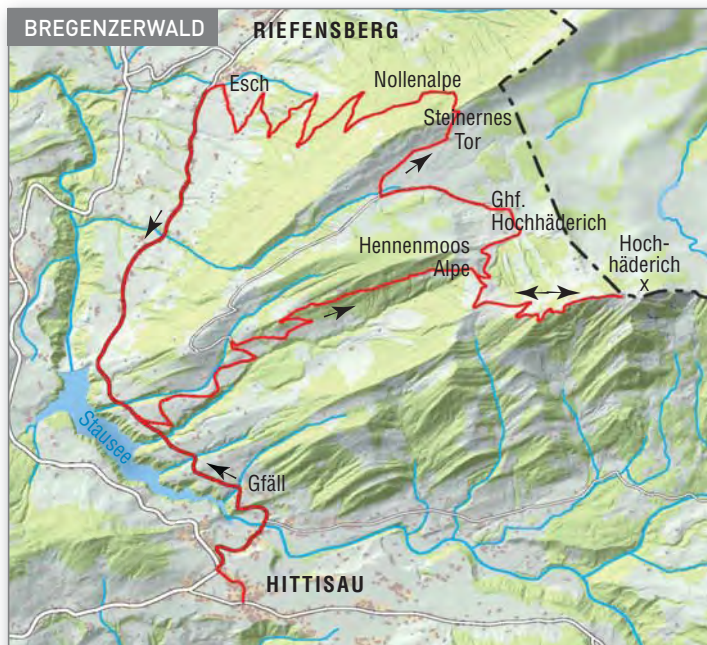 BREGENZERWALD
RIEFENSBERG
Esch
Nollenalpe
Steinernes
Tor
Ghf.
Hochhäderich
Hennenmoos
Alpe
Hoch-
häderich
x
Stausee
Gfäll
HITTISAU